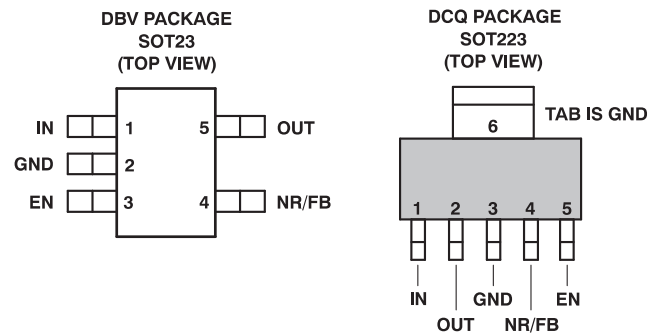 DBV PACKAGE
SOT23
(TOP VIEW)
IN 1 5 OUT
GND 2
EN 3 4 NR/FB
DCQ PACKAGE
SOT223
(TOP VIEW)
TAB IS GND
6
1 2 3 4 5
IN GND EN
OUT NR/FB